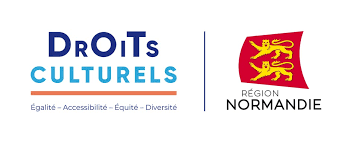 DrOiTs
CULTURELS
Égalité – Accessibilité – Équité – Diversité
RÉGION
NORMANDIE